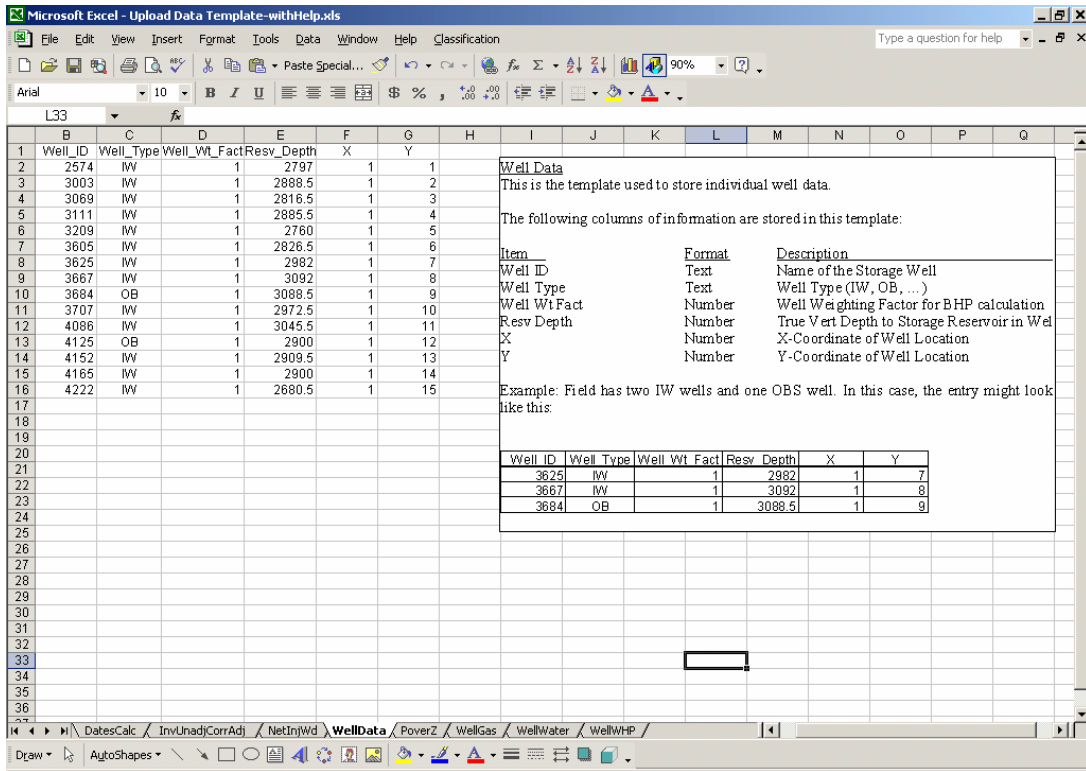 Microsoft Excel - Upload Data Template-withHelp.xls
File Edit View Insert Format Tools Data Window Help Classification
Type a question for help
Paste Special... 90%
Arial 10 B I U $ % ,
L33 fx
B C D E F G H I J K L M N O P Q
1 Well_ID Well_Type Well_Wt_Fact Resv_Depth X Y
2 2574 IW 1 2797 1 1
3 3003 IW 1 2888.5 1 2
4 3069 IW 1 2816.5 1 3
5 3111 IW 1 2885.5 1 4
6 3209 IW 1 2760 1 5
7 3605 IW 1 2826.5 1 6
8 3625 IW 1 2982 1 7
9 3667 IW 1 3092 1 8
10 3684 OB 1 3088.5 1 9
11 3707 IW 1 2972.5 1 10
12 4086 IW 1 3045.5 1 11
13 4125 OB 1 2900 1 12
14 4152 IW 1 2909.5 1 13
15 4165 IW 1 2900 1 14
16 4222 IW 1 2680.5 1 15
17
18
19
20
21
22
23
24
25
26
27
28
29
30
31
32
33
34
35
36
Well Data
This is the template used to store individual well data.
The following columns of information are stored in this template:
Item Format Description
Well ID Text Name of the Storage Well
Well Type Text Well Type (IW, OB, ...)
Well Wt Fact Number Well Weighting Factor for BHP calculation
Resv Depth Number True Vert Depth to Storage Reservoir in Wel
X Number X-Coordinate of Well Location
Y Number Y-Coordinate of Well Location
Example: Field has two IW wells and one OBS well. In this case, the entry might look
like this:
Well_ID Well_Type Well_Wt_Fact Resv_Depth X Y
3625 IW 1 2982 1 7
3667 IW 1 3092 1 8
3684 OB 1 3088.5 1 9
DatesCalc InvUnadjCorrAdj NetInjWd WellData PoverZ WellGas WellWater WellWHP
Draw AutoShapes